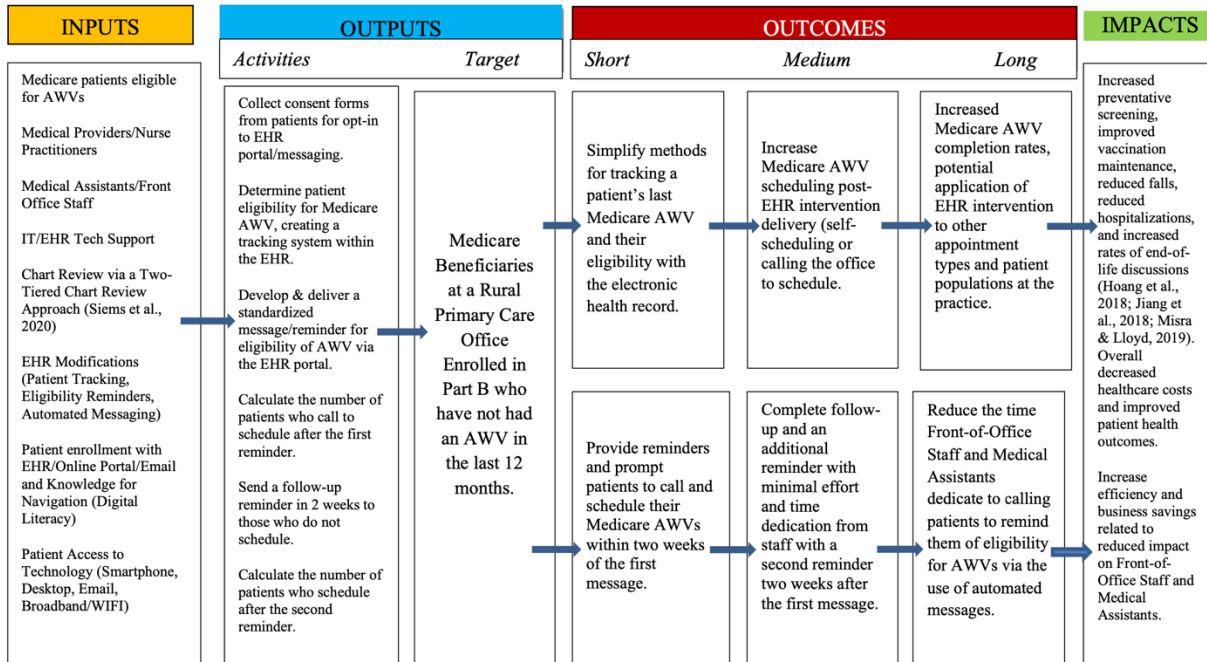 INPUTS
Medicare patients eligible
for AWVs
Medical Providers/Nurse
Practitioners
Medical Assistants/Front
Office Staff
IT/EHR Tech Support
Chart Review via a Two-
Tiered Chart Review
Approach (Siems et al.,
2020)
EHR Modifications
(Patient Tracking,
Eligibility Reminders,
Automated Messaging)
Patient enrollment with
EHR/Online Portal/Email
and Knowledge for
Navigation (Digital
Literacy)
Patient Access to
Technology (Smartphone,
Desktop, Email,
Broadband/WIFI)
OUTPUTS
Activities
Target
Collect consent forms
from patients for opt-in
to EHR
portal/messaging.
Determine patient
eligibility for Medicare
AWV, creating a
tracking system within
the EHR.
Develop & deliver a
standardized
message/reminder for
eligibility of AWV via
the EHR portal.
Calculate the number of
patients who call to
schedule after the first
reminder.
Send a follow-up
reminder in 2 weeks to
those who do not
schedule.
Calculate the number of
patients who schedule
after the second
reminder.
Medicare
Beneficiaries
at a Rural
Primary Care
Office
Enrolled in
Part B who
have not had
an AWV in
the last 12
months.
OUTCOMES
Short
Medium
Long
Simplify methods
for tracking a
patient's last
Medicare AWV
and their
eligibility with
the electronic
health record.
Increase
Medicare AWV
scheduling post-
EHR intervention
delivery (self-
scheduling or
calling the office
to schedule.
Increased
Medicare AWV
completion rates,
potential
application of
EHR intervention
to other
appointment
types and patient
populations at the
practice.
Provide reminders
and prompt
patients to call and
schedule their
Medicare AWVs
within two weeks
of the first
message.
Complete follow-
up and an
additional
reminder with
minimal effort
and time
dedication from
staff with a
second reminder
two weeks after
the first message.
Reduce the time
Front-of-Office
Staff and Medical
Assistants
dedicate to calling
patients to remind
them of eligibility
for AWVs via the
use of automated
messages.
IMPACTS
Increased
preventative
screening,
improved
vaccination
maintenance,
reduced falls,
reduced
hospitalizations,
and increased
rates of end-of-
life discussions
(Hoang et al.,
2018; Jiang et
al., 2018; Misra
& Lloyd, 2019).
Overall
decreased
healthcare costs
and improved
patient health
outcomes.
Increase
efficiency and
business savings
related to
reduced impact
on Front-of-
Office Staff and
Medical
Assistants.